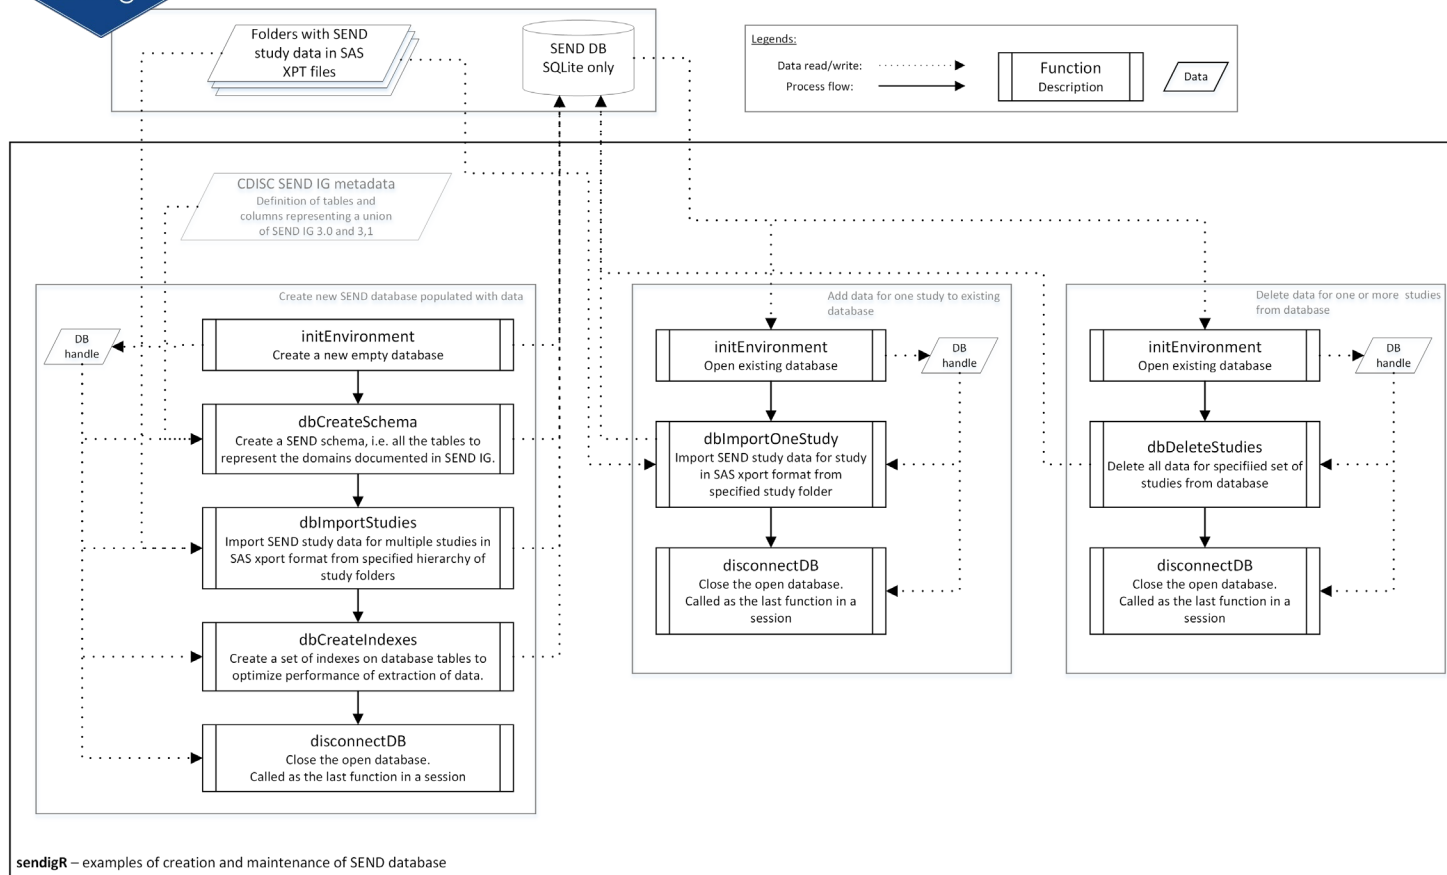 Folders with SEND
study data in SAS
XPT files
SEND DB
SQLite only
Legends:
Data read/write:
Process flow:
Function
Description
Data
CDISC SEND IG metadata
Definition of tables and
columns representing a union
of SEND IG 3.0 and 3,1
Create new SEND database populated with data
DB
handle
initEnvironment
Create a new empty database
dbCreateSchema
Create a SEND schema, i.e. all the tables to
represent the domains documented in SEND IG.
dbImportStudies
Import SEND study data for multiple studies in
SAS xport format from specified hierarchy of
study folders
dbCreateIndexes
Create a set of indexes on database tables to
optimize performance of extraction of data.
disconnectDB
Close the open database.
Called as the last function in a session
Add data for one study to existing
database
initEnvironment
Open existing database
DB
handle
dbImportOneStudy
Import SEND study data for study
in SAS xport format from
specified study folder
disconnectDB
Close the open database.
Called as the last function in a
session
Delete data for one or more studies
from database
initEnvironment
Open existing database
DB
handle
dbDeleteStudies
Delete all data for specifiied set of
studies from database
disconnectDB
Close the open database.
Called as the last function in a
session
sendigR – examples of creation and maintenance of SEND database